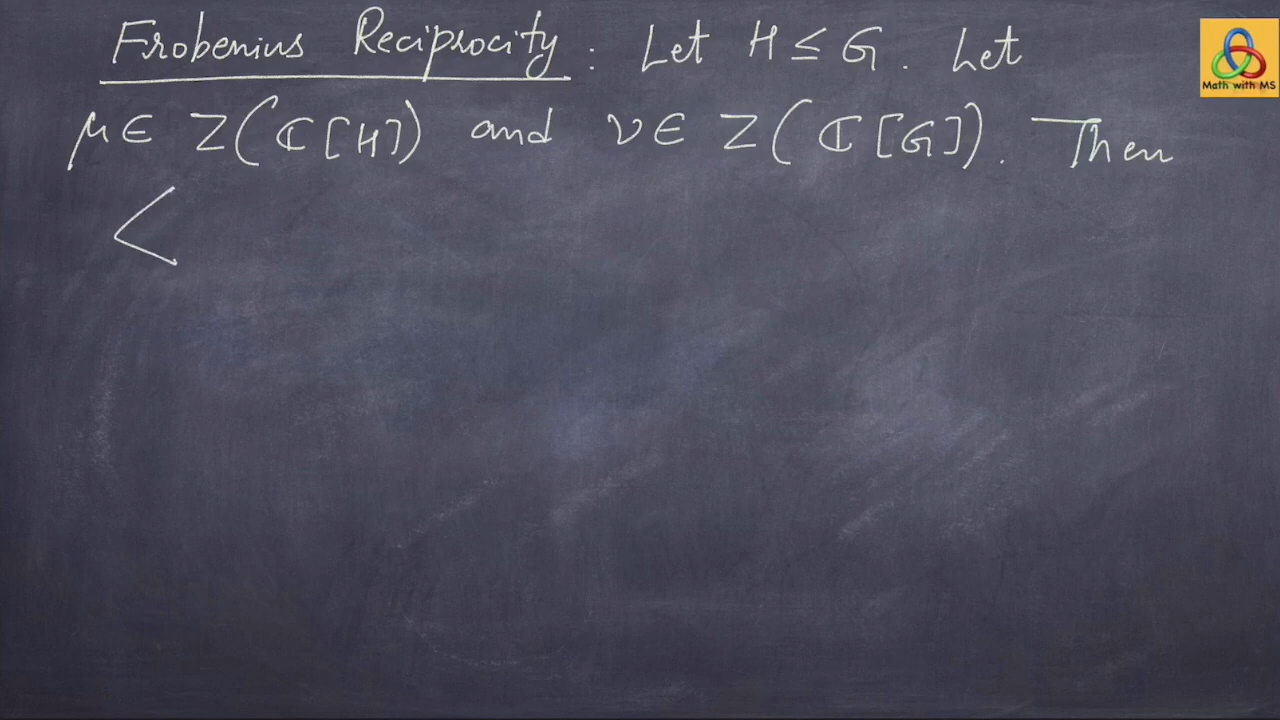 Frobenius Reciprocity : Let H ≤ G. Let
μ ∈ Z(ℂ[H]) and ν ∈ Z(ℂ[G]). Then
<
Math with MS